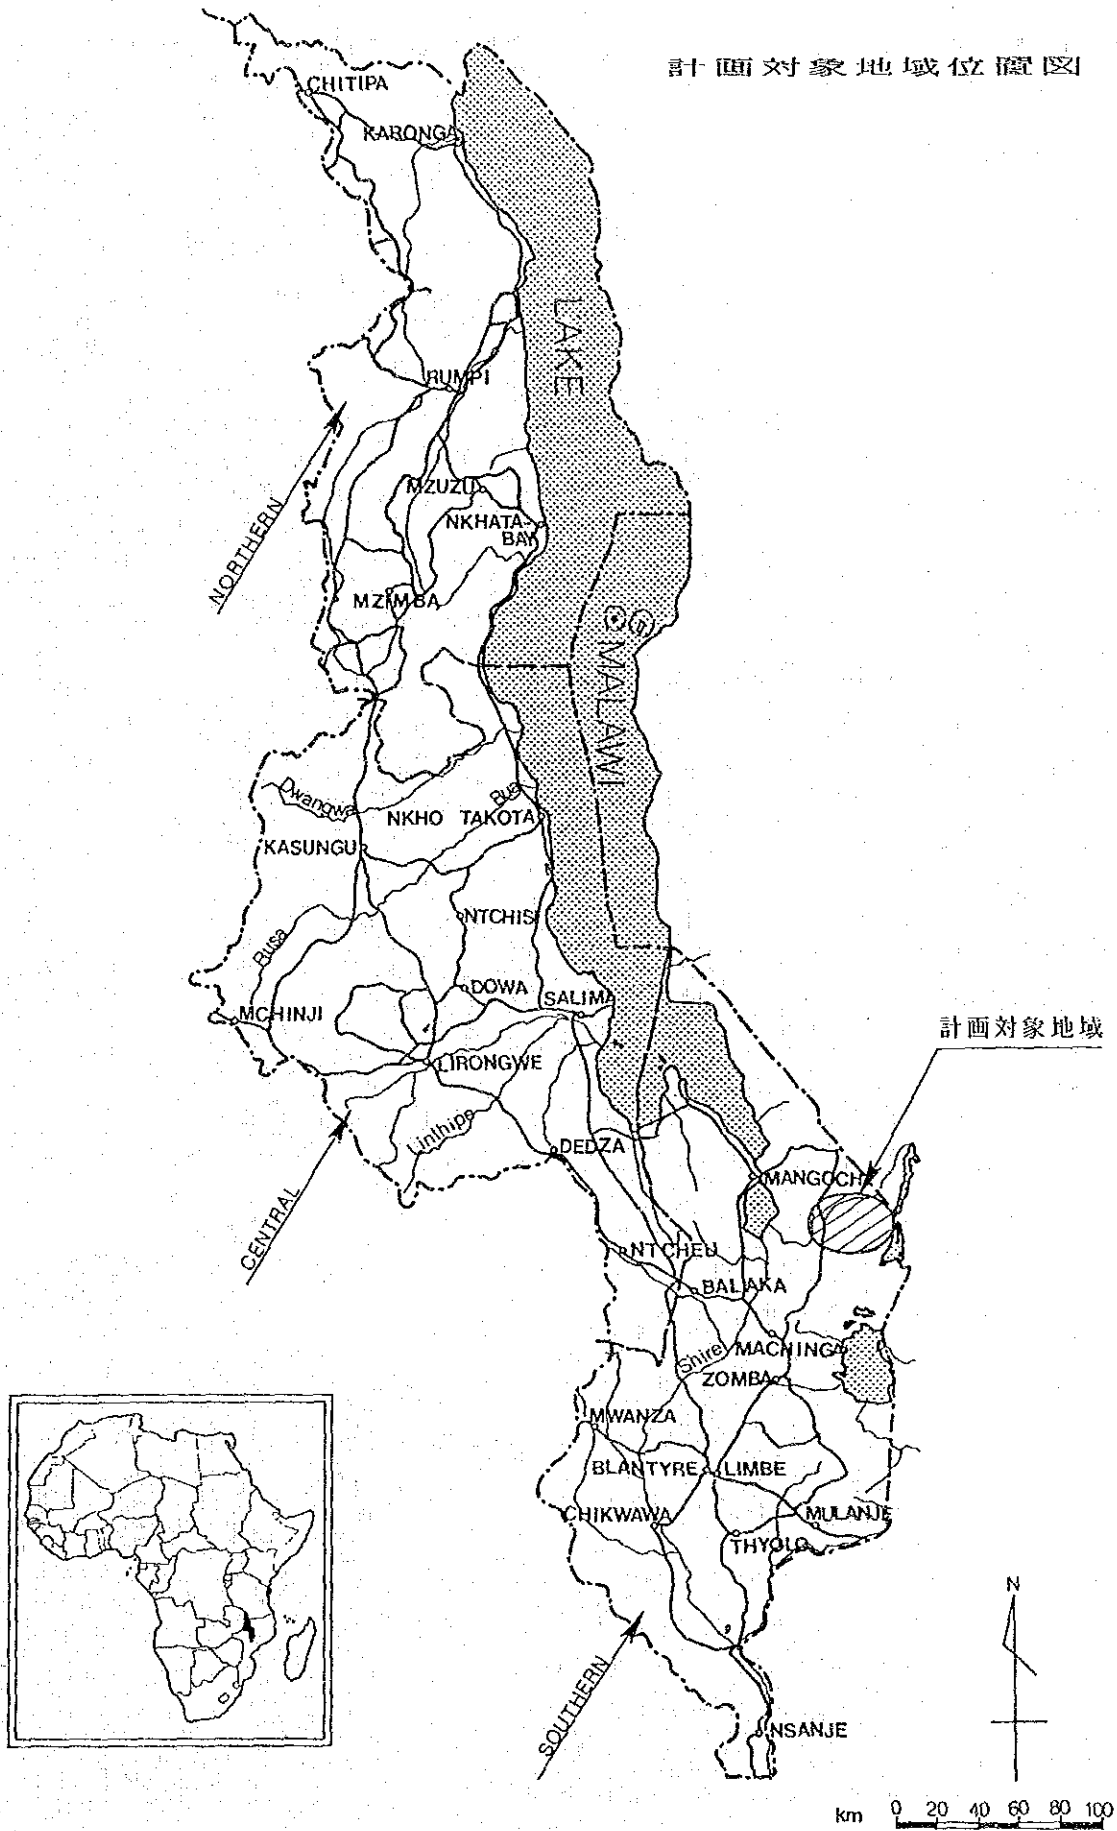 計画対象地域位置図
CHITIPA
KARONGA
LAKE
RUMPI
NORTHERN
MZUZU
NKHATA-
BAY
MZIMBA
MALAWI
Dwangwa
Bua
NKHO TAKOTA
KASUNGU
NTCHISI
Rusa
DOWA
SALIMA
MCHINJI
計画対象地域
LIRONGWE
Linthipe
DEDZA
MANGOCHI
CENTRAL
NTCHEU
BALAKA
Shire
MACHINGA
ZOMBA
MWANZA
BLANTYRE
LIMBE
CHIKWAWA
MULANJE
THYOLO
N
SOUTHERN
NSANJE
km 0 20 40 60 80 100